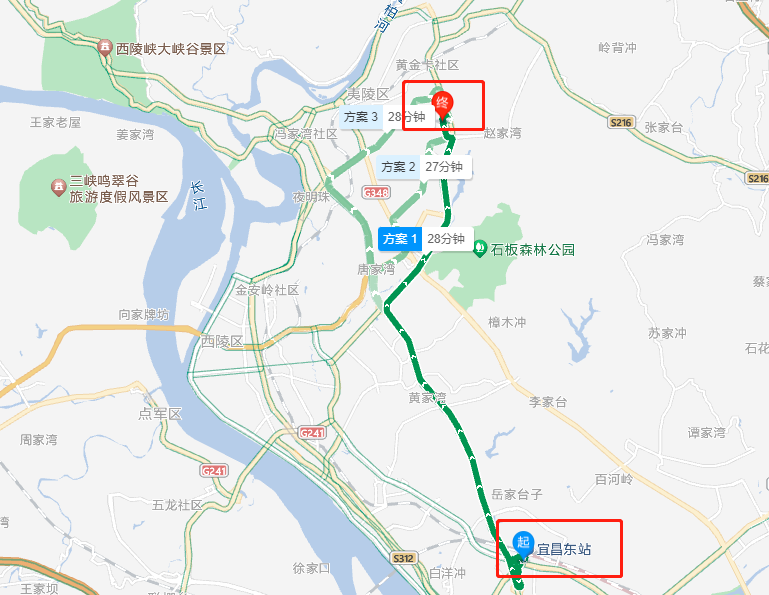 柏
河
岭背冲
西陵峡大峡谷景区
黄金卡社区
夷陵区
终
方案 3 28分钟
王家老屋
姜家湾
冯家湾社区
赵家湾
S216
张家台
方案 2 27分钟
S216
三峡鸣翠谷
旅游度假风景区
长
江
夜明珠
G348
方案 1 28分钟
石板森林公园
冯家湾
唐家湾
蔡
金安岭社区
向家牌坊
樟木冲
苏家冲
西陵区
石花
黄家湾
李家台
点军区
周家湾
G241
谭家湾
G241
百河岭
岳家台子
五龙社区
湾
起
宜昌东站
S312
徐家口
白洋冲
王家坝